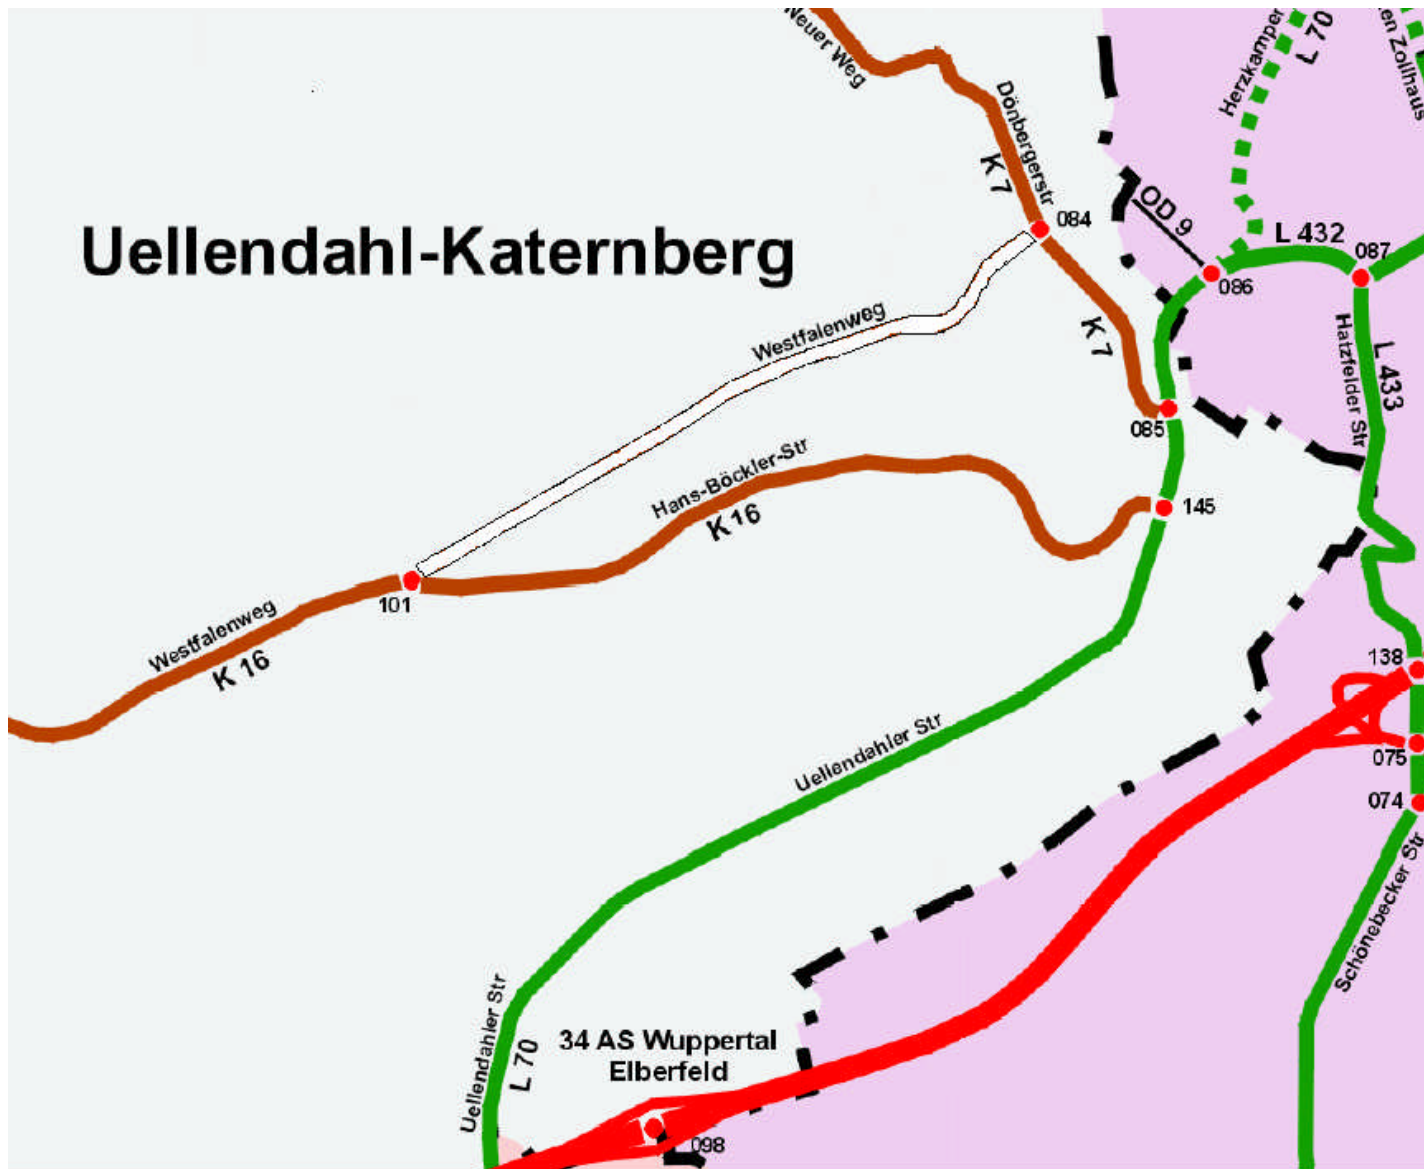 Neuer Weg
Herzkamper
L 70
en Zollhaus
Dönbergerstr
K 7
084
OD 9
L 432
087
086
Uellendahl-Katernberg
Westfalenweg
K 7
Hatzfelder Str
L 433
085
Hans-Böckler-Str
K 16
145
101
Westfalenweg
K 16
138
Uellendahler Str
075
074
Schönebecker Str
Uellendahler Str
L 70
34 AS Wuppertal
Elberfeld
098